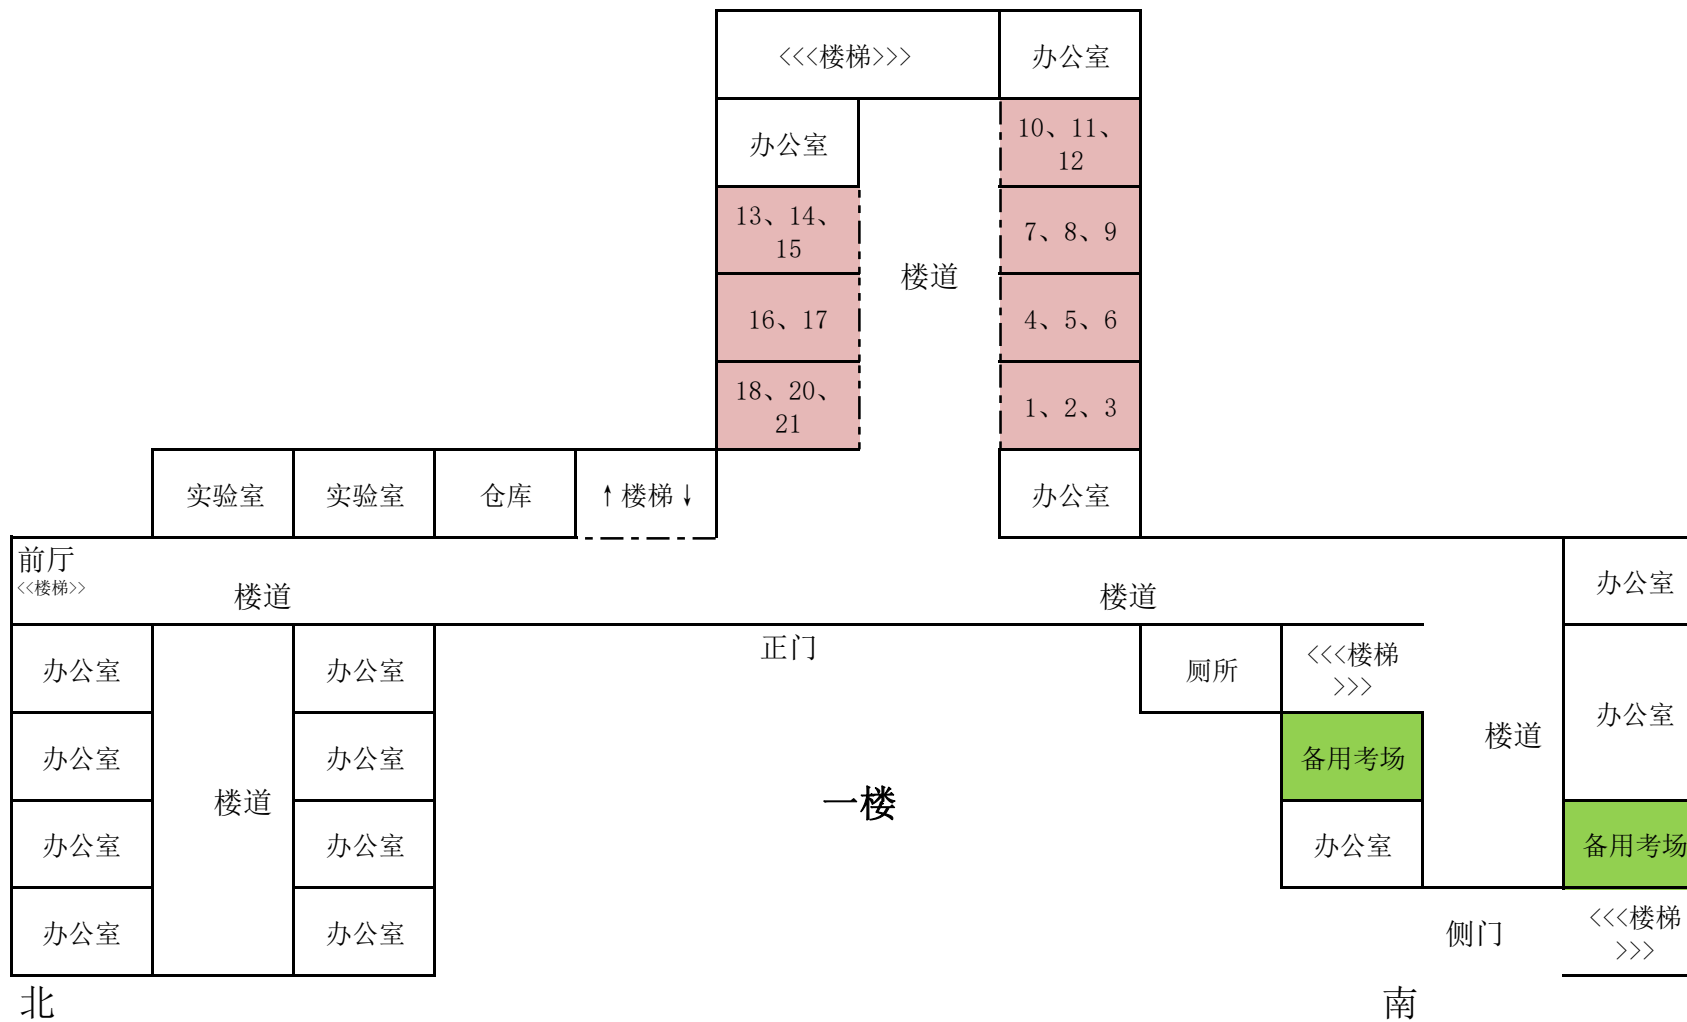 <<<楼梯>>>
办公室
办公室
10、11、
12
13、14、
15
7、8、9
楼道
16、17
4、5、6
18、20、
21
1、2、3
实验室
实验室
仓库
↑楼梯↓
办公室
前厅
<<楼梯>>
楼道
楼道
办公室
正门
办公室
办公室
厕所
<<<楼梯
>>>
办公室
办公室
办公室
备用考场
楼道
楼道
一楼
办公室
办公室
办公室
备用考场
办公室
办公室
侧门
<<<楼梯
>>>
北
南